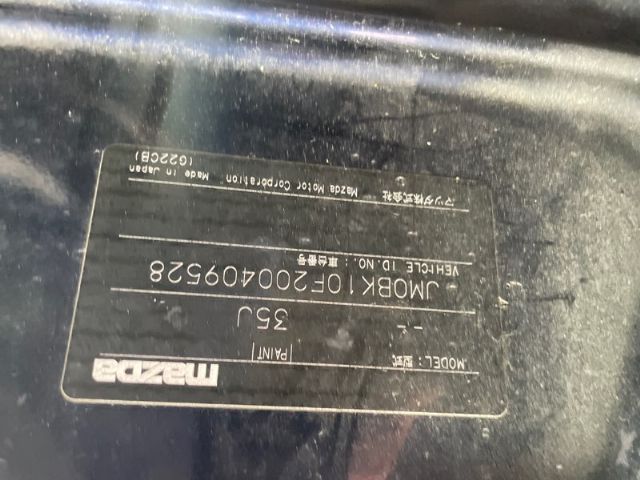 mazda
MODEL:型式 PAINT
-- 35J
JM0BK10F200409528
VEHICLE ID.NO.:車台番号
マツダ株式会社 Mazda Motor Corporation Made in Japan
(G22CB)